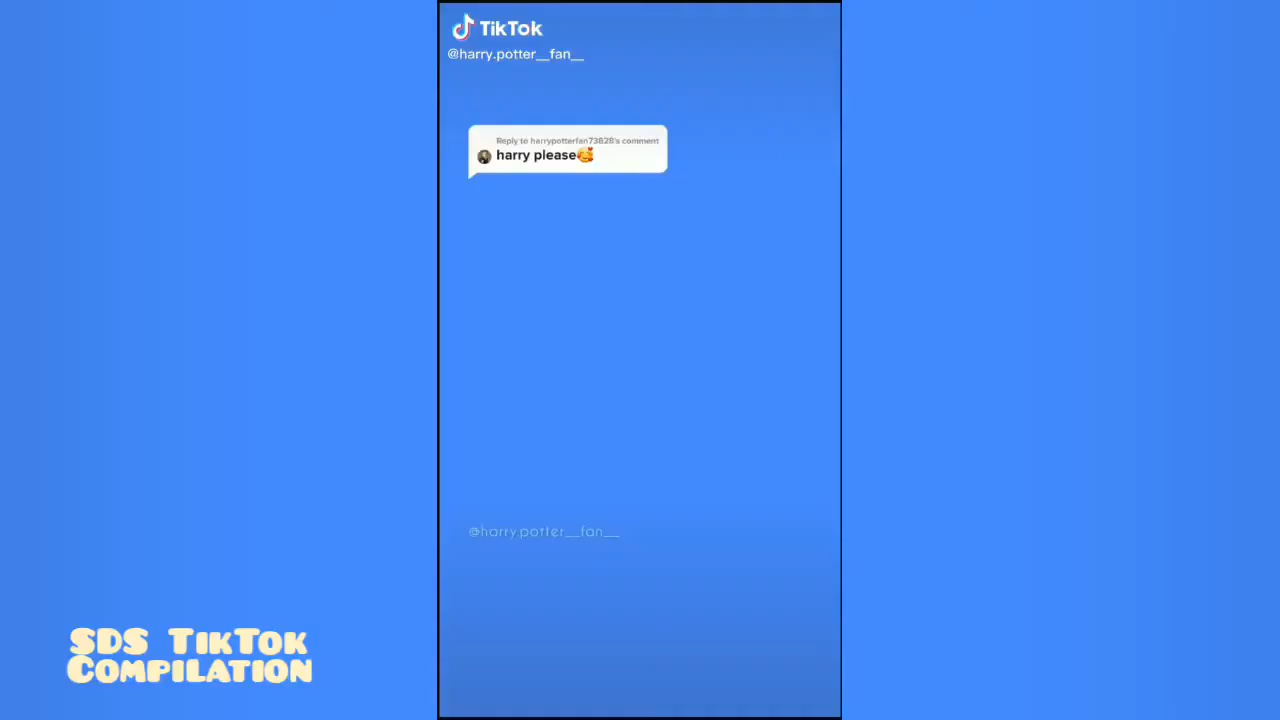 TikTok
@harry.potter__fan__
Reply to harrypotterfan73828's comment
harry please🥰
@harry.potter__fan__
SDS TikTok
Compilation